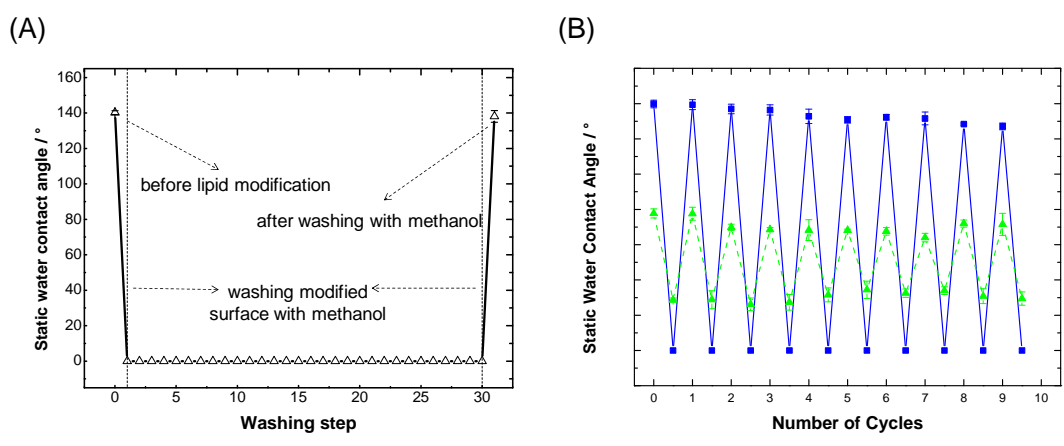 (A)
(B)
Static water contact angle / °
160
140
120
100
80
60
40
20
0
before lipid modification
after washing with methanol
washing modified
surface with methanol
0
5
10
15
20
25
30
Washing step
Static Water Contact Angle / °
0
1
2
3
4
5
6
7
8
9
10
Number of Cycles